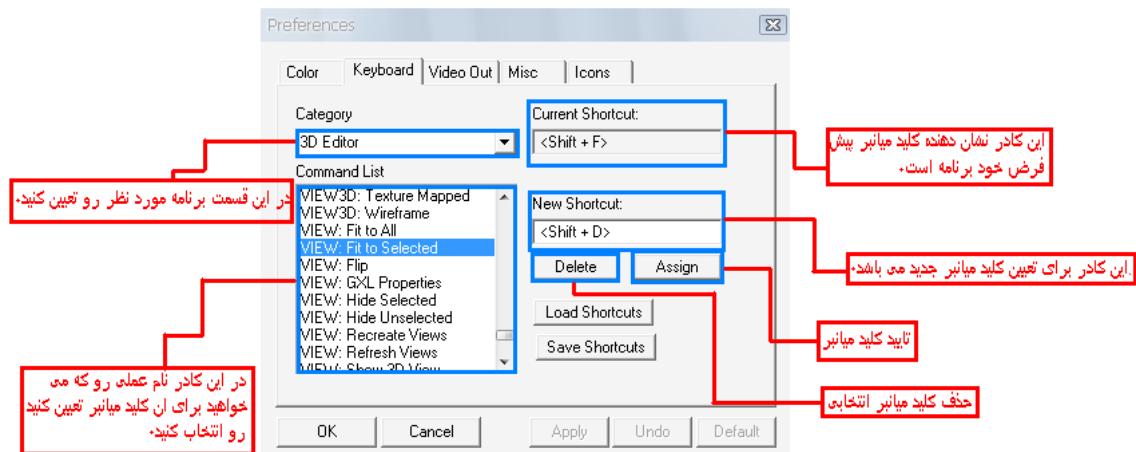 Preferences
Color
Keyboard
Video Out
Misc
Icons
Category
3D Editor
Command List
VIEW3D: Texture Mapped
VIEW3D: Wireframe
VIEW: Fit to All
VIEW: Fit to Selected
VIEW: Flip
VIEW: GXL Properties
VIEW: Hide Selected
VIEW: Hide Unselected
VIEW: Recreate Views
VIEW: Refresh Views
VIEW: Show 3D View
Current Shortcut:
<Shift + F>
New Shortcut:
<Shift + D>
Delete
Assign
Load Shortcuts
Save Shortcuts
OK
Cancel
Apply
Undo
Default
این کادر نشان دهنده کلید میانبر پیش
فرض خود برنامه است.
در این قسمت برنامه مورد نظر رو تعیین کنید.
این کادر برای تعیین کلید میانبر جدید می باشد.
تایید کلید میانبر
حذف کلید میانبر انتخابی
در این کادر نام عملی رو که می
خواهید برای ان کلید میانبر تعیین کنید
رو انتخاب کنید.